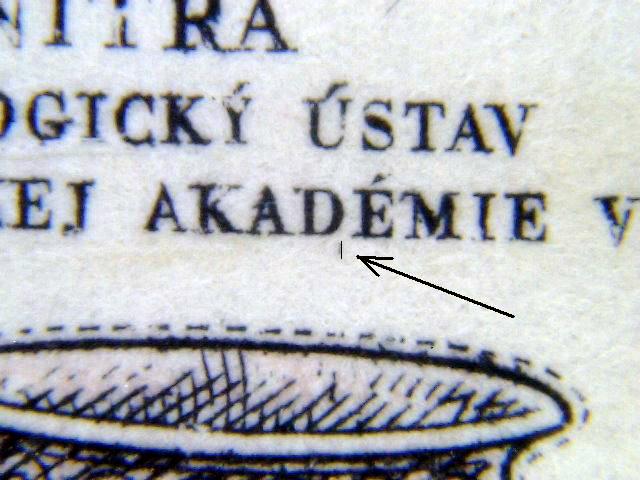 NITRA
OGICKÝ ÚSTAV
KEJ AKADÉMIE V